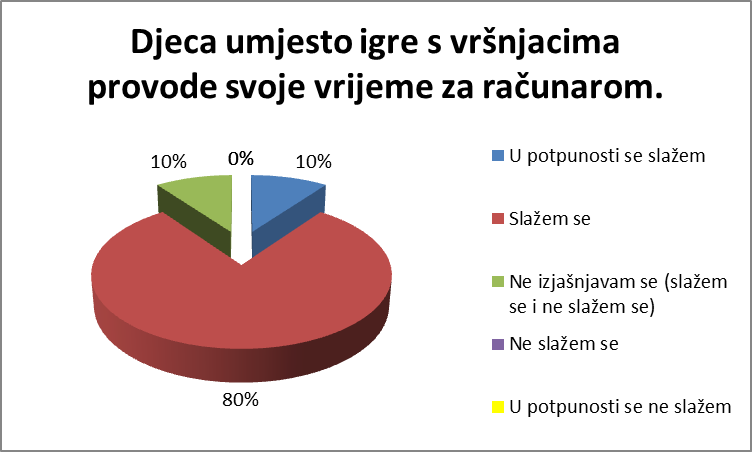 Djeca umjesto igre s vršnjacima
provode svoje vrijeme za računarom.
10%
0%
10%
80%
U potpunosti se slažem
Slažem se
Ne izjašnjavam se (slažem
se i ne slažem se)
Ne slažem se
U potpunosti se ne slažem